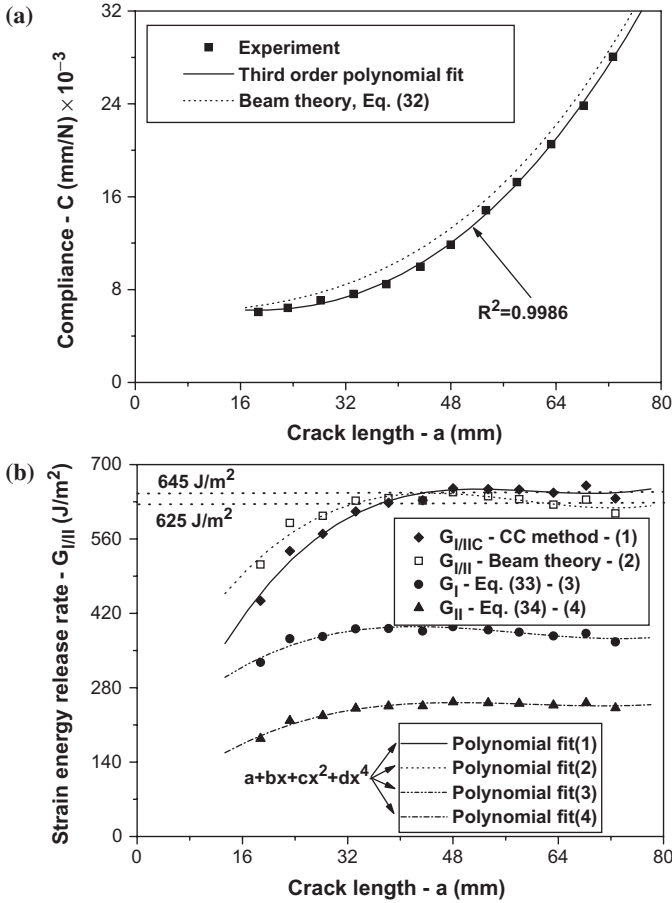 (a)
32
24
16
8
0
Compliance - C (mm/N) × 10⁻³
Experiment
Third order polynomial fit
Beam theory, Eq. (32)
R²=0.9986
0 16 32 48 64 80
Crack length - a (mm)
(b)
700
560
420
280
140
0
Strain energy release rate - G_I/II (J/m²)
645 J/m²
625 J/m²
G_I/IIC - CC method - (1)
G_I/II - Beam theory - (2)
G_I - Eq. (33) - (3)
G_II - Eq. (34) - (4)
a+bx+cx²+dx⁴
Polynomial fit(1)
Polynomial fit(2)
Polynomial fit(3)
Polynomial fit(4)
0 16 32 48 64 80
Crack length - a (mm)